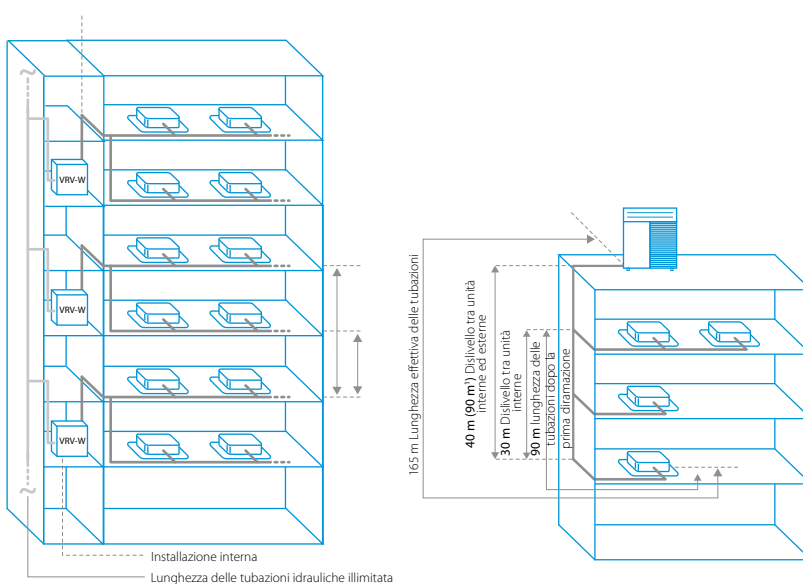 VRV-W
VRV-W
VRV-W
Installazione interna
Lunghezza delle tubazioni idrauliche illimitata
165 m Lunghezza effettiva delle tubazioni
40 m (90 m¹) Dislivello tra unità
interne ed esterne
30 m Dislivello tra unità
interne
90 m lunghezza delle
tubazioni dopo la
prima diramazione